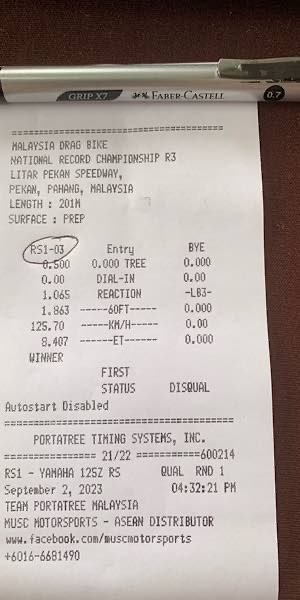 GRIP X7 FABER-CASTELL 0.7
==================================
MALAYSIA DRAG BIKE
NATIONAL RECORD CHAMPIONSHIP R3
LITAR PEKAN SPEEDWAY,
PEKAN, PAHANG, MALAYSIA
LENGTH : 201M
SURFACE : PREP
RS1-03 Entry BYE
0.500 0.000 TREE 0.000
0.00 DIAL-IN 0.00
1.065 REACTION -LB3-
1.863 ------60FT----- 0.000
125.70 ------KM/H----- 0.00
8.407 ------ET------- 0.000
WINNER
FIRST
STATUS DISQUAL
Autostart Disabled
==================================
PORTATREE TIMING SYSTEMS, INC.
============== 21/22 ===========600214
RS1 - YAMAHA 125Z RS QUAL RND 1
September 2, 2023 04:32:21 PM
TEAM PORTATREE MALAYSIA
MUSC MOTORSPORTS - ASEAN DISTRIBUTOR
www.facebook.com/muscmotorsports
+6016-6681490